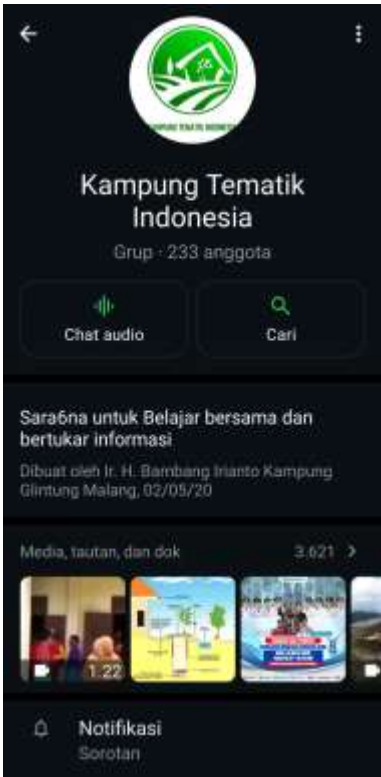 Kampung Tematik
Indonesia
Grup · 233 anggota
Chat audio
Cari
Sara6na untuk Belajar bersama dan
bertukar informasi
Dibuat oleh Ir. H. Bambang Irianto Kampung
Glintung Malang, 02/05/20
Media, tautan, dan dok
3.621 >
1.22
Notifikasi
Sorotan